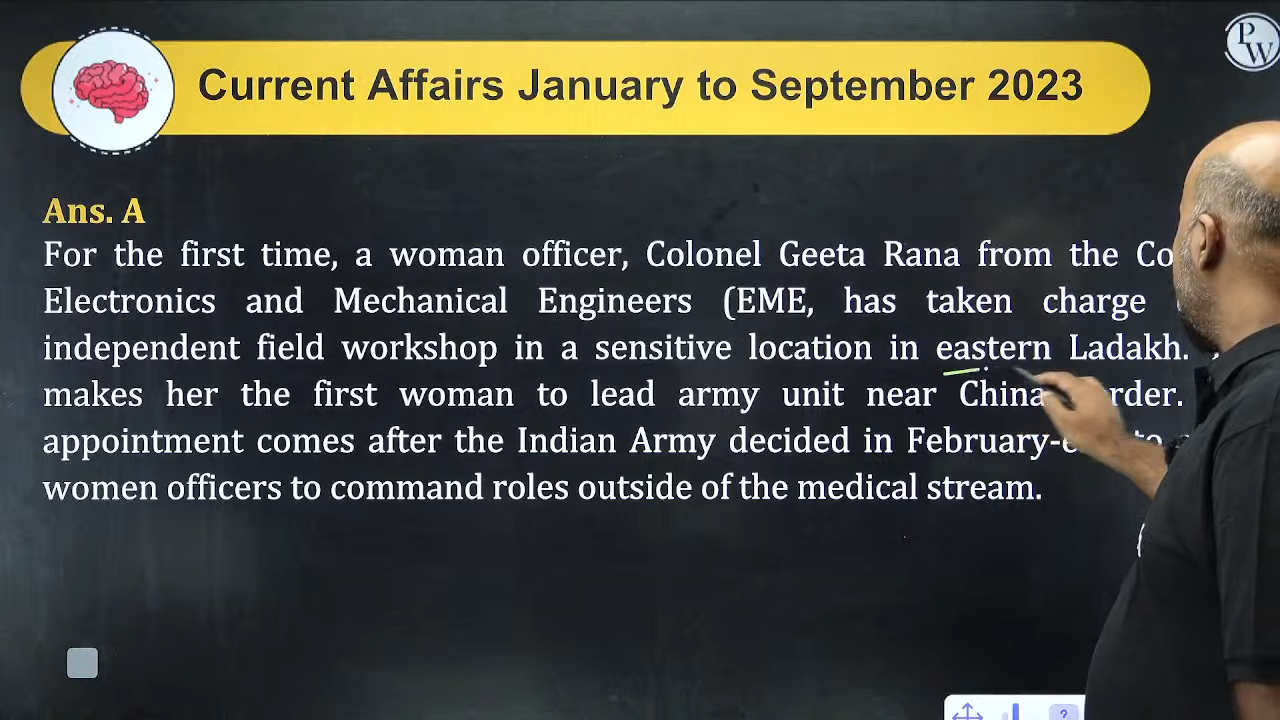 PW
Current Affairs January to September 2023
Ans. A
For the first time, a woman officer, Colonel Geeta Rana from the
Electronics and Mechanical Engineers (EME, has taken charge
independent field workshop in a sensitive location in eastern Ladakh.
makes her the first woman to lead army unit near China
appointment comes after the Indian Army decided in
women officers to command roles outside of the medical stream.
?